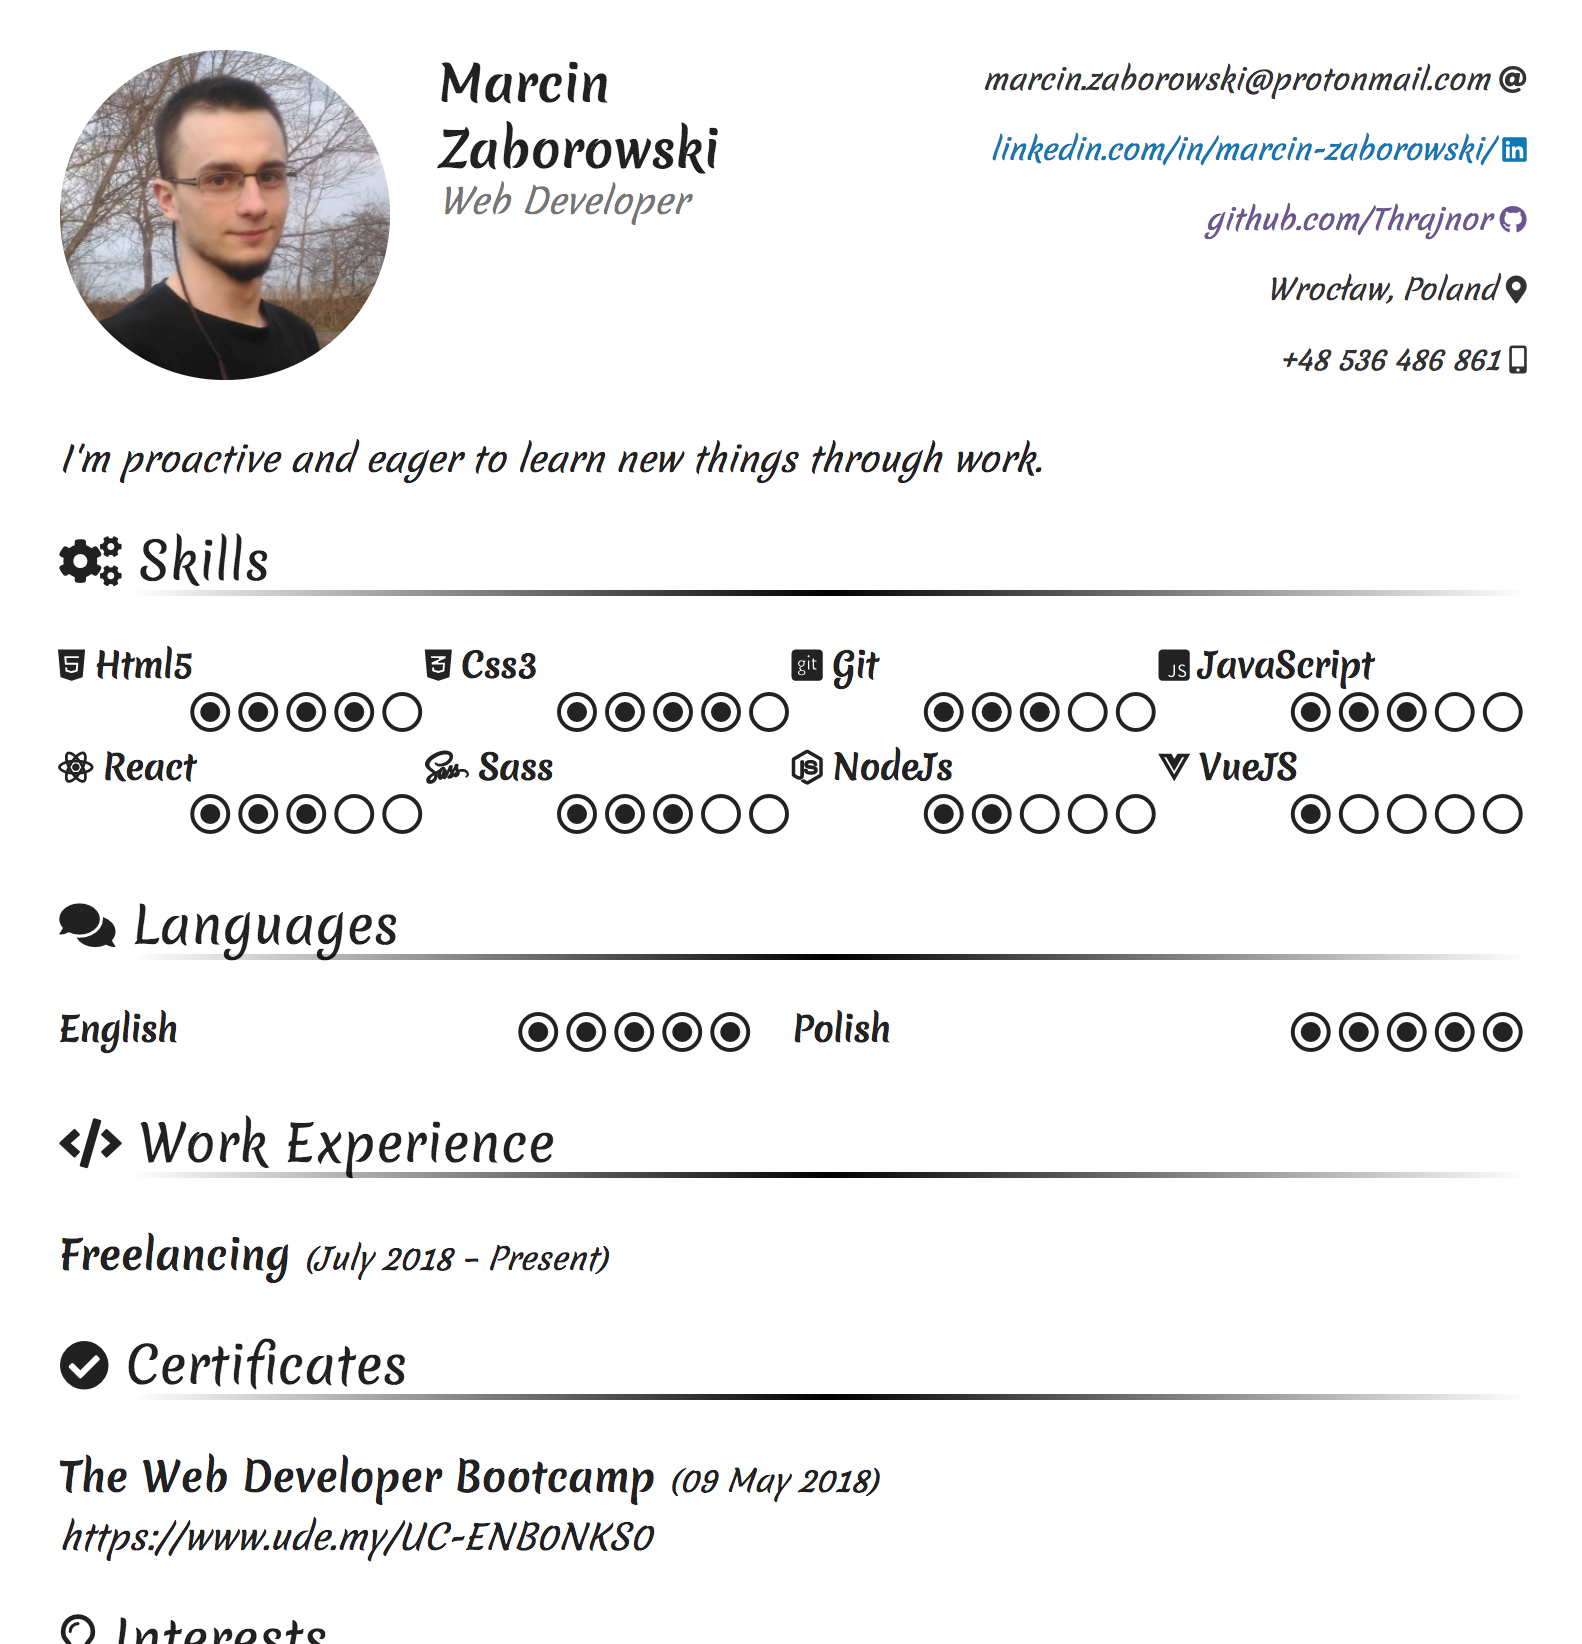 Marcin
Zaborowski
Web Developer
marcin.zaborowski@protonmail.com
linkedin.com/in/marcin-zaborowski/
github.com/Thrajnor
Wrocław, Poland
+48 536 486 861
I'm proactive and eager to learn new things through work.
Skills
Html5
Css3
git Git
JS JavaScript
React
Sass Sass
JS NodeJs
VueJS
Languages
English
Polish
Work Experience
Freelancing (July 2018 - Present)
Certificates
The Web Developer Bootcamp (09 May 2018)
https://www.ude.my/UC-ENB0NKS0
Interests